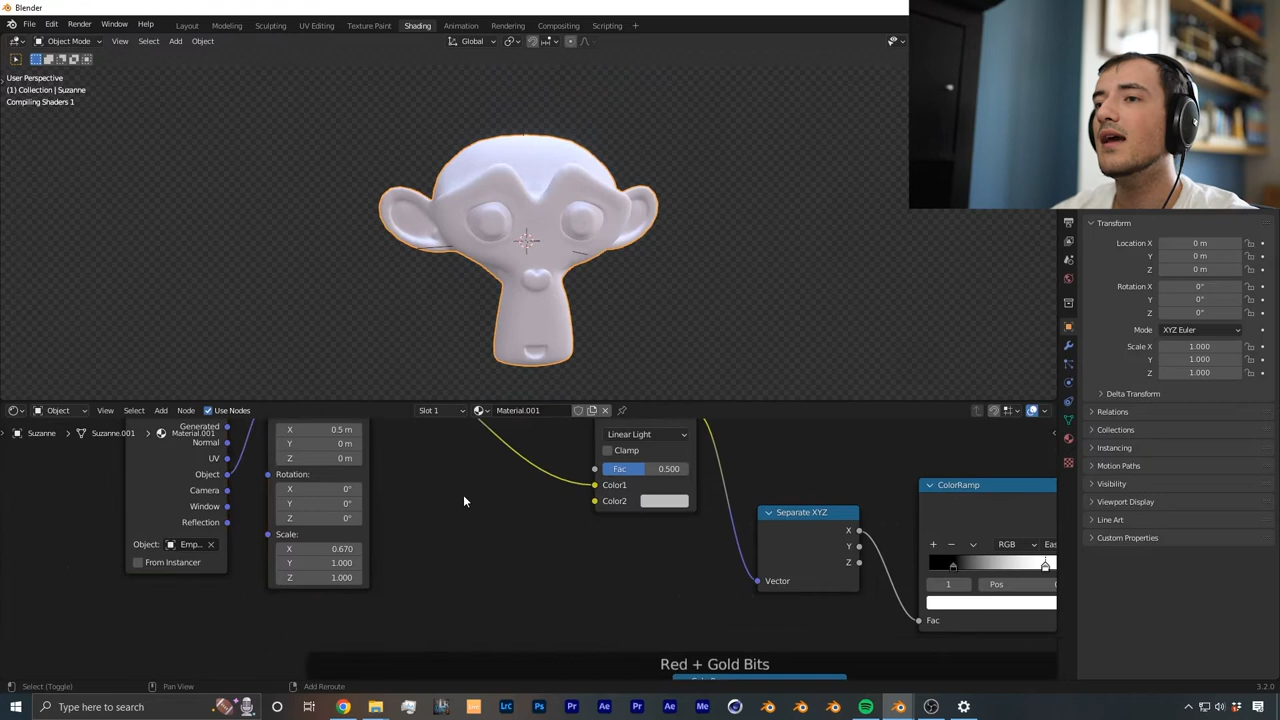 Blender
File Edit Render Window Help Layout Modeling Sculpting UV Editing Texture Paint Shading Animation Rendering Compositing Scripting
Object Mode View Select Add Object Global
User Perspective
(1) Collection | Suzanne
Compiling Shaders 1
Transform
Location X 0 m
Y 0 m
Z 0 m
Rotation X 0°
Y 0°
Z 0°
Mode XYZ Euler
Scale X 1.000
Y 1.000
Z 1.000
Delta Transform
Relations
Collections
Instancing
Motion Paths
Visibility
Viewport Display
Line Art
Custom Properties
Object View Select Add Node Use Nodes Slot 1 Material.001
Suzanne Suzanne.001 Material.001
Generated
Normal
UV
Object
Camera
Window
Reflection
Object: Emp...
From Instancer
X 0.5 m
Y 0 m
Z 0 m
Rotation:
X 0°
Y 0°
Z 0°
Scale:
X 0.670
Y 1.000
Z 1.000
Linear Light
Clamp
Fac 0.500
Color1
Color2
Separate XYZ
X
Y
Z
Vector
ColorRamp
RGB Eas
1 Pos
Fac
Red + Gold Bits
Select (Toggle) Pan View Add Reroute 3.2.0
Type here to search